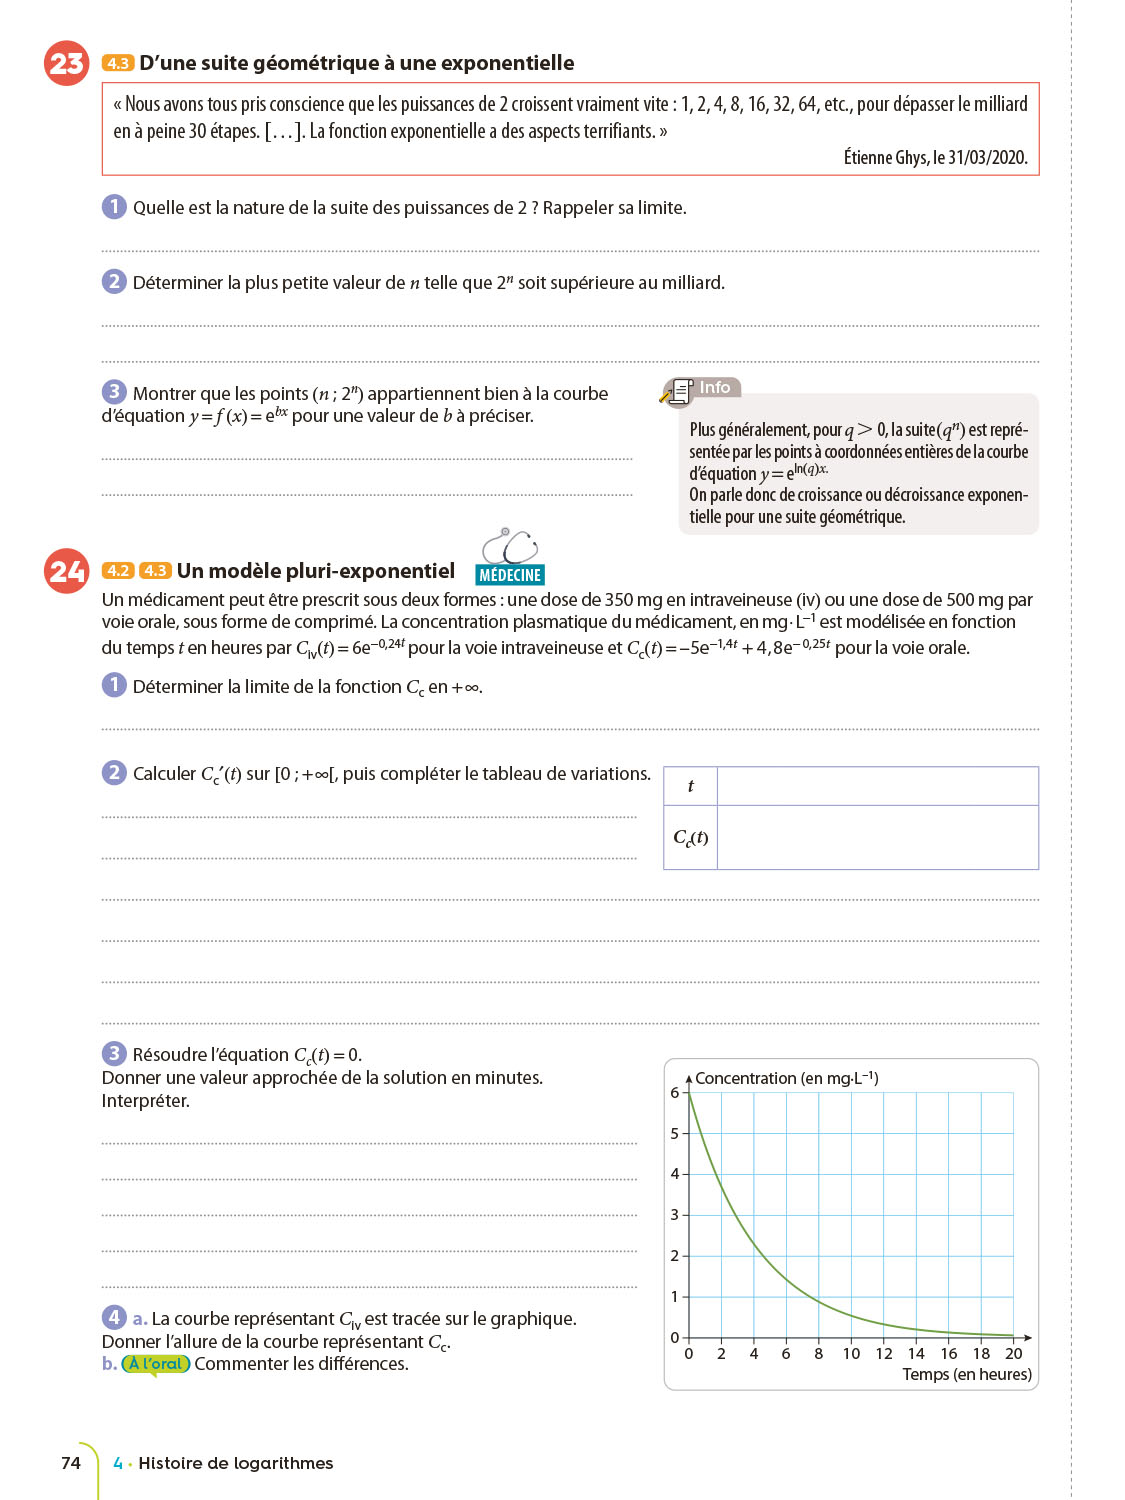 23 4.3 D’une suite géométrique à une exponentielle
« Nous avons tous pris conscience que les puissances de 2 croissent vraiment vite : 1, 2, 4, 8, 16, 32, 64, etc., pour dépasser le milliard
en à peine 30 étapes. […]. La fonction exponentielle a des aspects terrifiants. »
Étienne Ghys, le 31/03/2020.
1 Quelle est la nature de la suite des puissances de 2 ? Rappeler sa limite.
2 Déterminer la plus petite valeur de n telle que 2ⁿ soit supérieure au milliard.
3 Montrer que les points (n ; 2ⁿ) appartiennent bien à la courbe
d’équation y = f (x) = e^{bx} pour une valeur de b à préciser.
Info
Plus généralement, pour q > 0, la suite (qⁿ) est repré-
sentée par les points à coordonnées entières de la courbe
d’équation y = e^{ln(q)x}.
On parle donc de croissance ou décroissance exponen-
tielle pour une suite géométrique.
24 4.2 4.3 Un modèle pluri-exponentiel
MÉDECINE
Un médicament peut être prescrit sous deux formes : une dose de 350 mg en intraveineuse (iv) ou une dose de 500 mg par
voie orale, sous forme de comprimé. La concentration plasmatique du médicament, en mg·L⁻¹ est modélisée en fonction
du temps t en heures par C_{iv}(t) = 6e^{–0,24t} pour la voie intraveineuse et C_c(t) = –5e^{–1,4t} + 4,8e^{–0,25t} pour la voie orale.
1 Déterminer la limite de la fonction C_c en +∞.
2 Calculer C_c′(t) sur [0 ; +∞[, puis compléter le tableau de variations.
t
C_c(t)
3 Résoudre l’équation C_c(t) = 0.
Donner une valeur approchée de la solution en minutes.
Interpréter.
4 a. La courbe représentant C_{iv} est tracée sur le graphique.
Donner l’allure de la courbe représentant C_c.
b. À l’oral Commenter les différences.
Concentration (en mg·L⁻¹)
6
5
4
3
2
1
0
0 2 4 6 8 10 12 14 16 18 20
Temps (en heures)
74 4 · Histoire de logarithmes